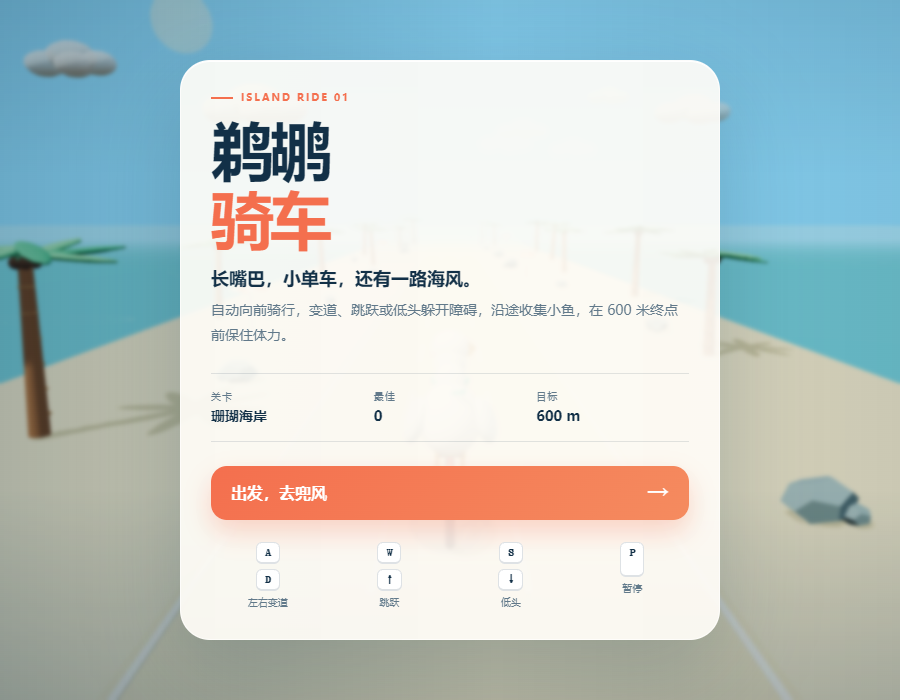 ISLAND RIDE 01
鹈鹕
骑车
长嘴巴，小单车，还有一路海风。
自动向前骑行，变道、跳跃或低头躲开障碍，沿途收集小鱼，在 600 米终点
前保住体力。
关卡 最佳 目标
珊瑚海岸 0 600 m
出发，去兜风 →
A W S P
D ↑ ↓
左右变道 跳跃 低头 暂停